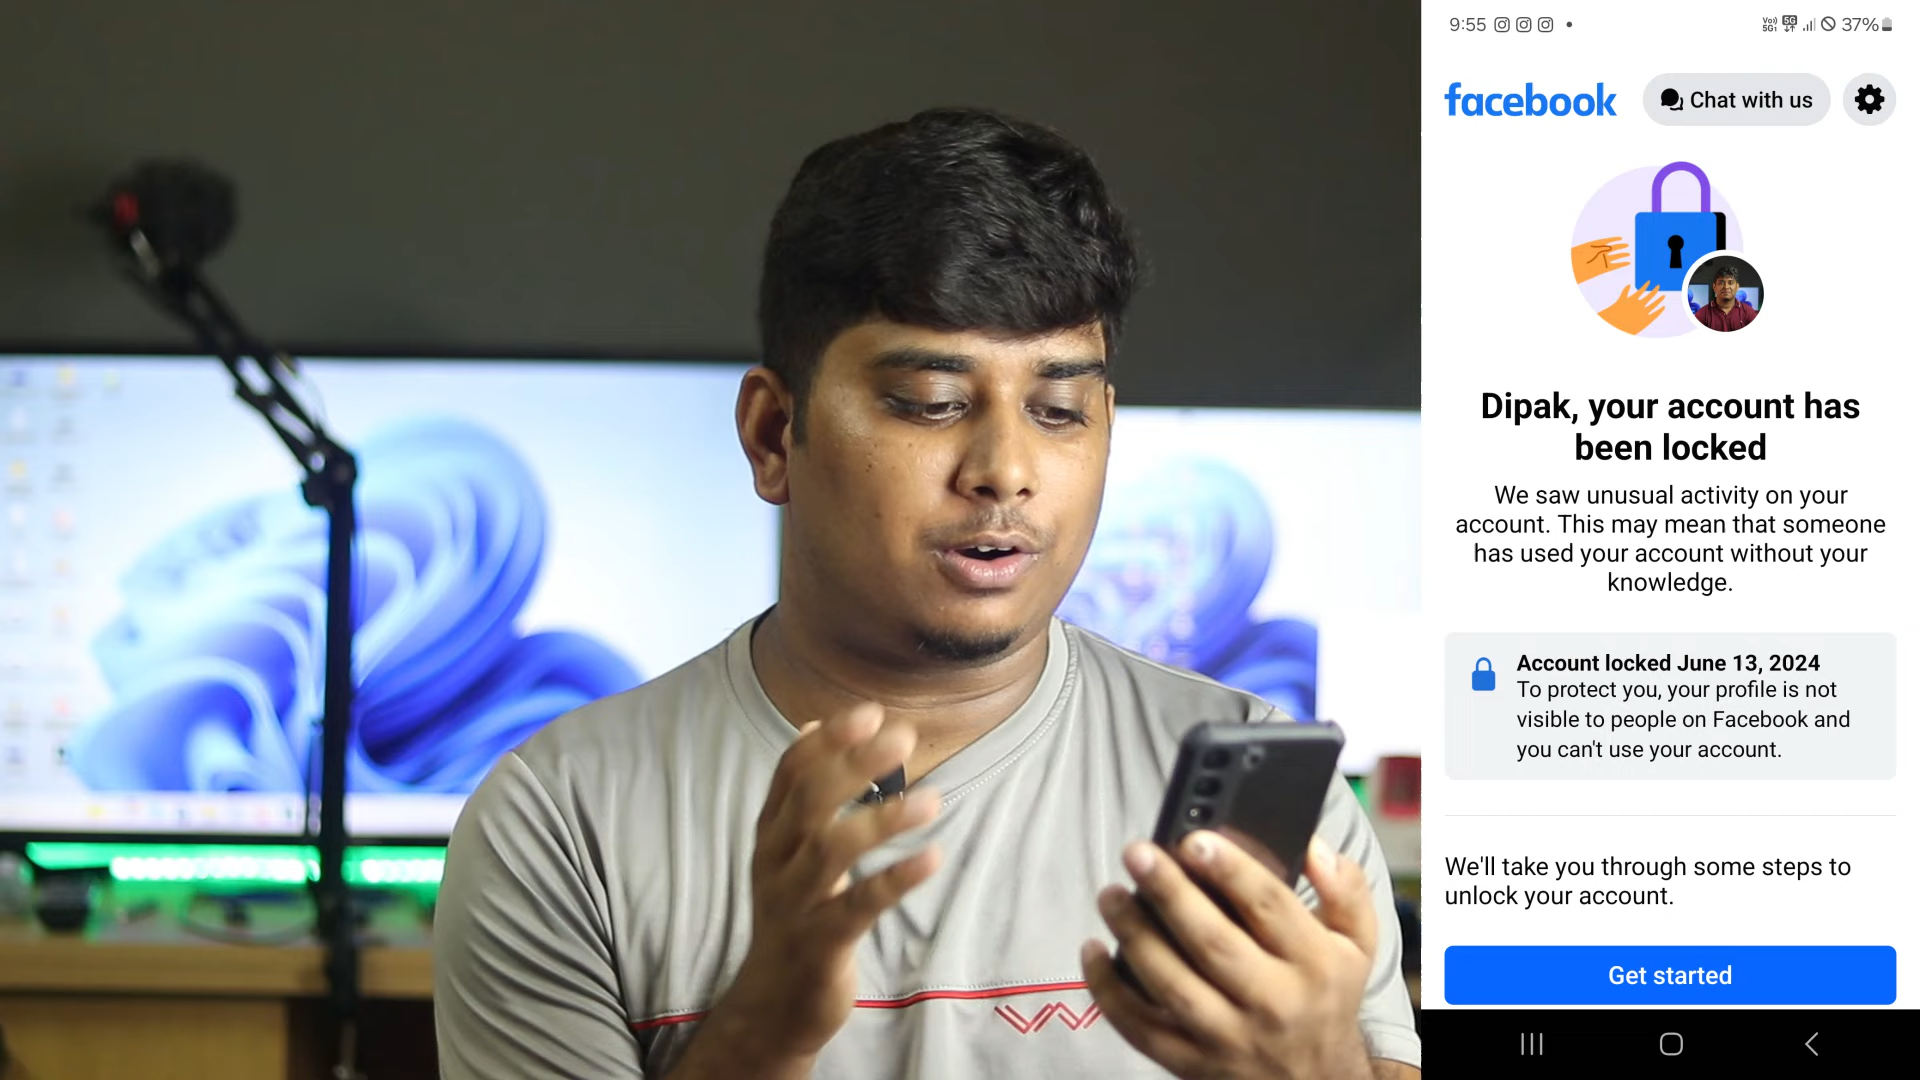 9:55
Vo)) 5G 37%
5G↑
facebook
Chat with us
Dipak, your account has
been locked
We saw unusual activity on your
account. This may mean that someone
has used your account without your
knowledge.
Account locked June 13, 2024
To protect you, your profile is not
visible to people on Facebook and
you can't use your account.
We'll take you through some steps to
unlock your account.
Get started